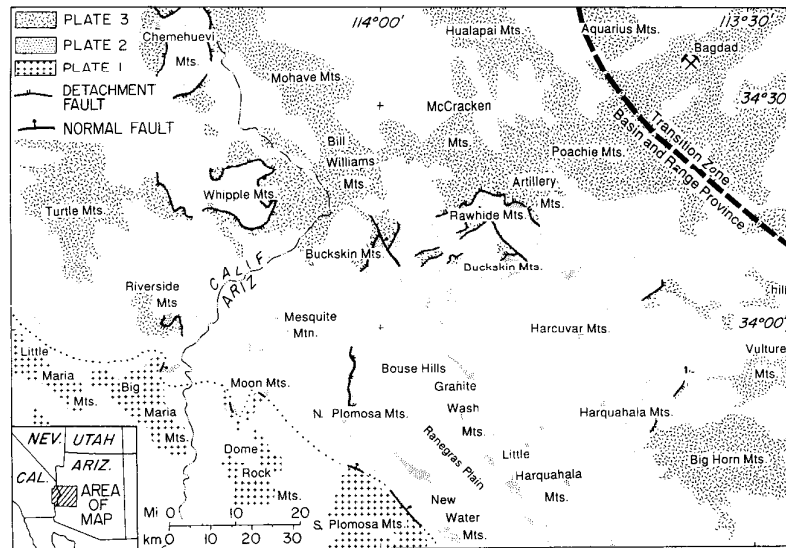 PLATE 3
PLATE 2
PLATE 1
DETACHMENT
FAULT
NORMAL FAULT
114°00'
113°30'
Chemehuevi
Mts.
Hualapai Mts.
Aquarius Mts.
Bagdad
Mohave Mts.
34°30'
McCracken
Mts.
Transition Zone
Basin and Range Province
Bill
Williams
Mts.
Poachie Mts.
Whipple Mts.
Artillery
Mts.
Turtle Mts.
Rawhide Mts.
Buckskin Mts.
Buckskin Mts.
CALIF
ARIZ
Riverside
Mts
Mesquite
Mtn.
Harcuvar Mts.
34°00'
Little
Maria
Mts.
Big
Maria
Mts.
Moon Mts.
Bouse Hills
Granite
Wash
Mts.
Vulture
Mts.
N. Plomosa Mts.
Harquahala Mts.
Dome
Rock
Mts.
Ranegras Plain
Little
Harquahala
Mts.
Big Horn Mts.
NEV.
UTAH
CAL.
ARIZ.
AREA
OF
MAP
Mi 0 10 20
km 0 10 20 30
S. Plomosa Mts.
New
Water
Mts.